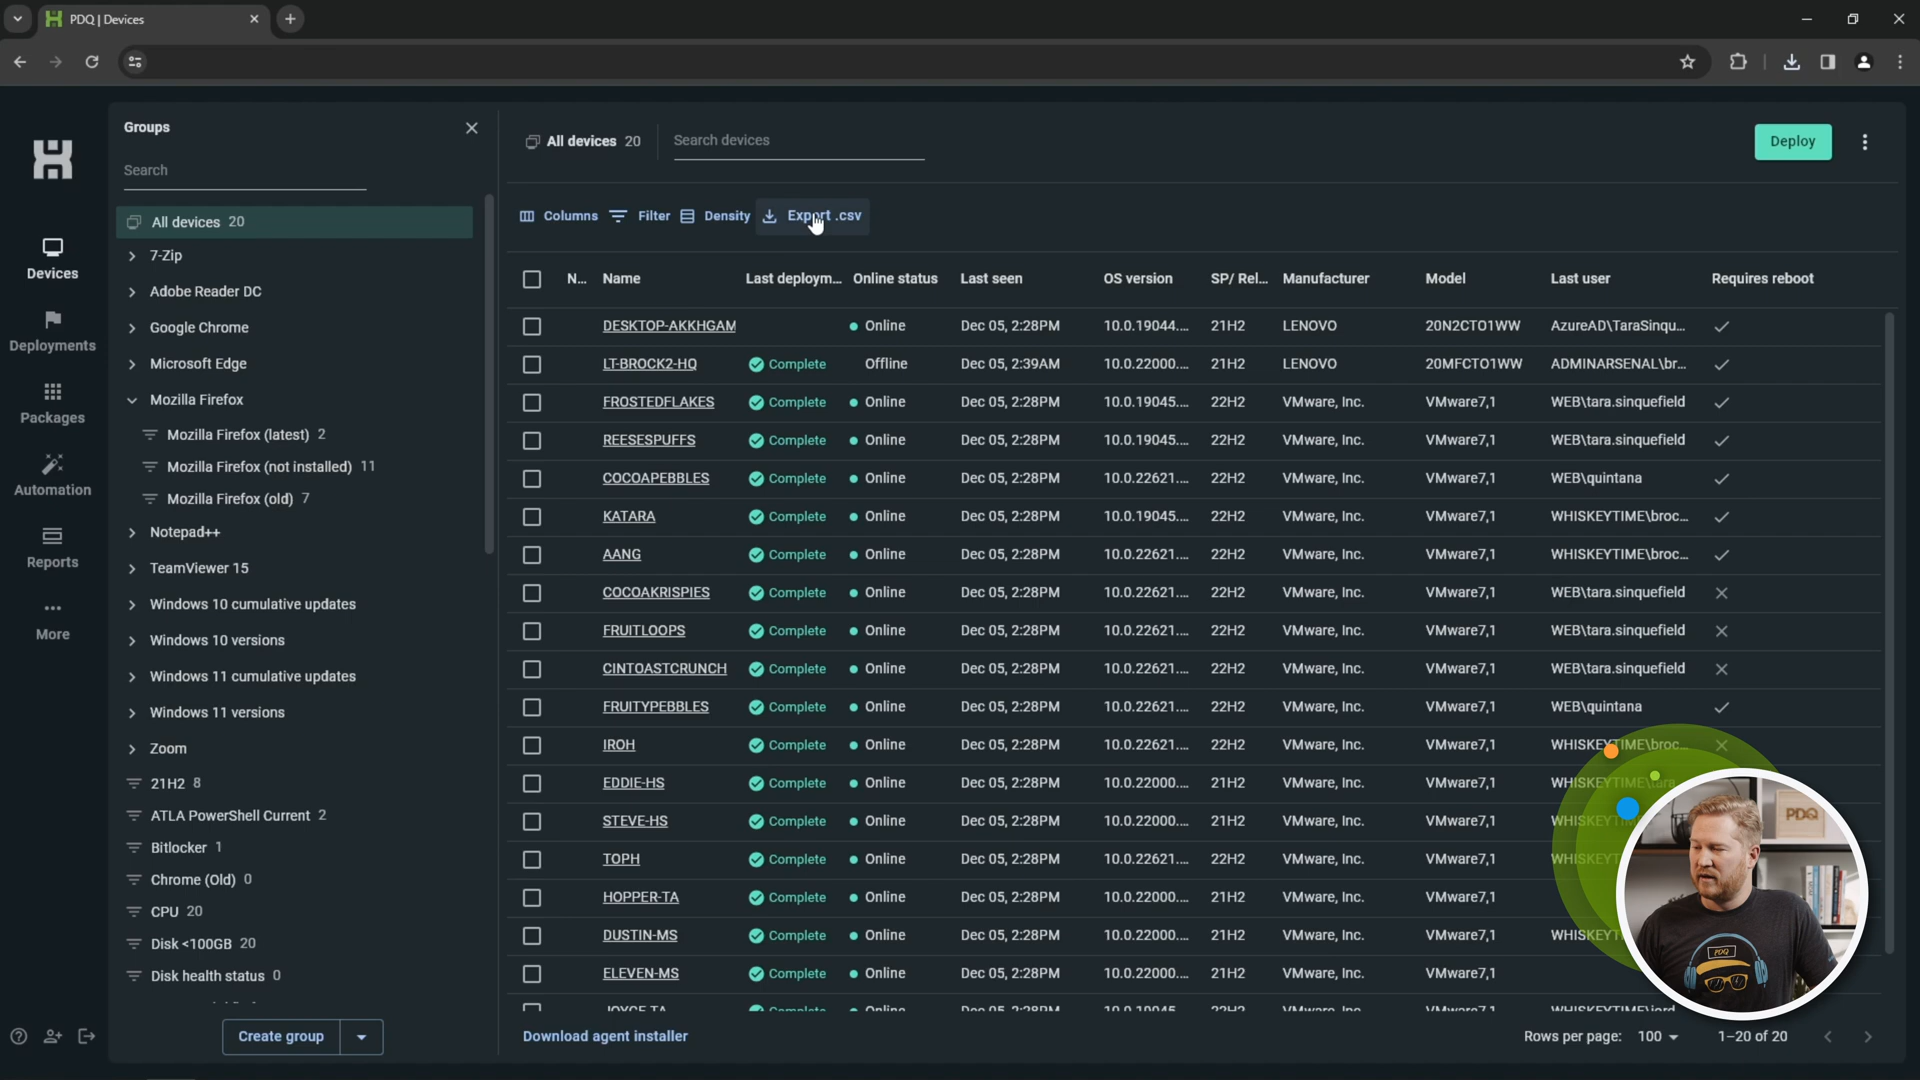 PDQ | Devices
Groups
Search
All devices 20
7-Zip
Adobe Reader DC
Google Chrome
Microsoft Edge
Mozilla Firefox
Mozilla Firefox (latest) 2
Mozilla Firefox (not installed) 11
Mozilla Firefox (old) 7
Notepad++
TeamViewer 15
Windows 10 cumulative updates
Windows 10 versions
Windows 11 cumulative updates
Windows 11 versions
Zoom
21H2 8
ATLA PowerShell Current 2
Bitlocker 1
Chrome (Old) 0
CPU 20
Disk <100GB 20
Disk health status 0
Create group
Devices
Deployments
Packages
Automation
Reports
More
All devices 20 Search devices Deploy
Columns Filter Density Export .csv
N... Name Last deploym... Online status Last seen OS version SP/ Rel... Manufacturer Model Last user Requires reboot
DESKTOP-AKKHGAM Online Dec 05, 2:28PM 10.0.19044.... 21H2 LENOVO 20N2CTO1WW AzureAD\TaraSinqu...
LT-BROCK2-HQ Complete Offline Dec 05, 2:39AM 10.0.22000.... 21H2 LENOVO 20MFCTO1WW ADMINARSENAL\br...
FROSTEDFLAKES Complete Online Dec 05, 2:28PM 10.0.19045.... 22H2 VMware, Inc. VMware7,1 WEB\tara.sinquefield
REESESPUFFS Complete Online Dec 05, 2:28PM 10.0.19045.... 22H2 VMware, Inc. VMware7,1 WEB\tara.sinquefield
COCOAPEBBLES Complete Online Dec 05, 2:28PM 10.0.22621.... 22H2 VMware, Inc. VMware7,1 WEB\quintana
KATARA Complete Online Dec 05, 2:28PM 10.0.19045.... 22H2 VMware, Inc. VMware7,1 WHISKEYTIME\broc...
AANG Complete Online Dec 05, 2:28PM 10.0.22621.... 22H2 VMware, Inc. VMware7,1 WHISKEYTIME\broc...
COCOAKRISPIES Complete Online Dec 05, 2:28PM 10.0.22621.... 22H2 VMware, Inc. VMware7,1 WEB\tara.sinquefield
FRUITLOOPS Complete Online Dec 05, 2:28PM 10.0.22621.... 22H2 VMware, Inc. VMware7,1 WEB\tara.sinquefield
CINTOASTCRUNCH Complete Online Dec 05, 2:28PM 10.0.22621.... 22H2 VMware, Inc. VMware7,1 WEB\tara.sinquefield
FRUITYPEBBLES Complete Online Dec 05, 2:28PM 10.0.22621.... 22H2 VMware, Inc. VMware7,1 WEB\quintana
IROH Complete Online Dec 05, 2:28PM 10.0.22621.... 22H2 VMware, Inc. VMware7,1 WHISKEYTIME\broc...
EDDIE-HS Complete Online Dec 05, 2:28PM 10.0.22000.... 21H2 VMware, Inc. VMware7,1
STEVE-HS Complete Online Dec 05, 2:28PM 10.0.22000.... 21H2 VMware, Inc. VMware7,1
TOPH Complete Online Dec 05, 2:28PM 10.0.22621.... 22H2 VMware, Inc. VMware7,1
HOPPER-TA Complete Online Dec 05, 2:28PM 10.0.22000.... 21H2 VMware, Inc. VMware7,1
DUSTIN-MS Complete Online Dec 05, 2:28PM 10.0.22000.... 21H2 VMware, Inc. VMware7,1
ELEVEN-MS Complete Online Dec 05, 2:28PM 10.0.22000.... 21H2 VMware, Inc. VMware7,1
Download agent installer
Rows per page: 100 1–20 of 20
PDQ
PDQ